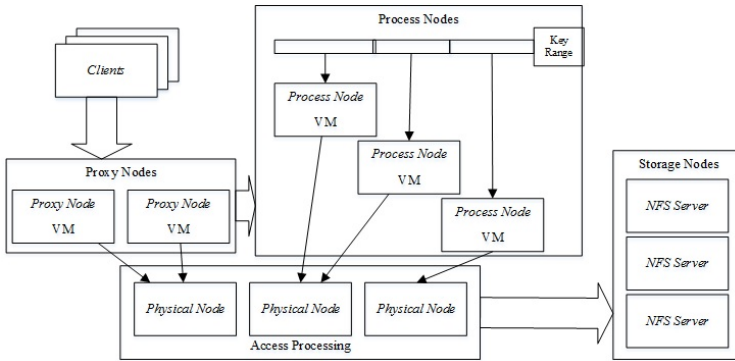 Process Nodes
Key
Range
Clients
Process Node
VM
Process Node
VM
Process Node
VM
Proxy Nodes
Proxy Node
VM
Proxy Node
VM
Physical Node
Physical Node
Physical Node
Access Processing
Storage Nodes
NFS Server
NFS Server
NFS Server